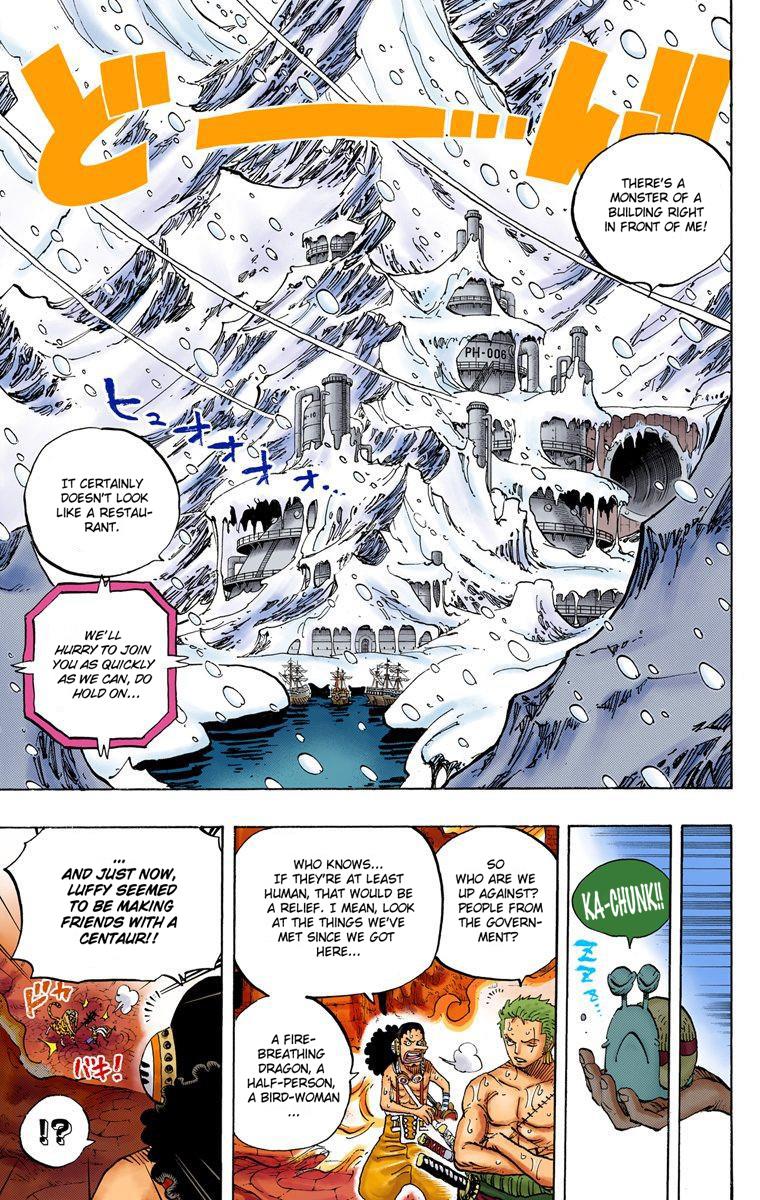 ど——ん!!
THERE'S A
MONSTER OF A
BUILDING RIGHT
IN FRONT OF ME!
PH-006
ヒュオオオオォ...
IT CERTAINLY
DOESN'T LOOK
LIKE A RESTAU-
RANT.
WE'LL
HURRY TO JOIN
YOU AS QUICKLY
AS WE CAN, DO
HOLD ON...
KA-CHUNK!!
SO
WHO ARE WE
UP AGAINST?
PEOPLE FROM
THE GOVERN-
MENT?
WHO KNOWS...
IF THEY'RE AT LEAST
HUMAN, THAT WOULD BE
A RELIEF. I MEAN, LOOK
AT THE THINGS WE'VE
MET SINCE WE GOT
HERE...
A FIRE-
BREATHING
DRAGON, A
HALF-PERSON,
A BIRD-WOMAN
...
...
AND JUST NOW,
LUFFY SEEMED
TO BE MAKING
FRIENDS WITH A
CENTAUR!!
ドカ
バキ!
!?